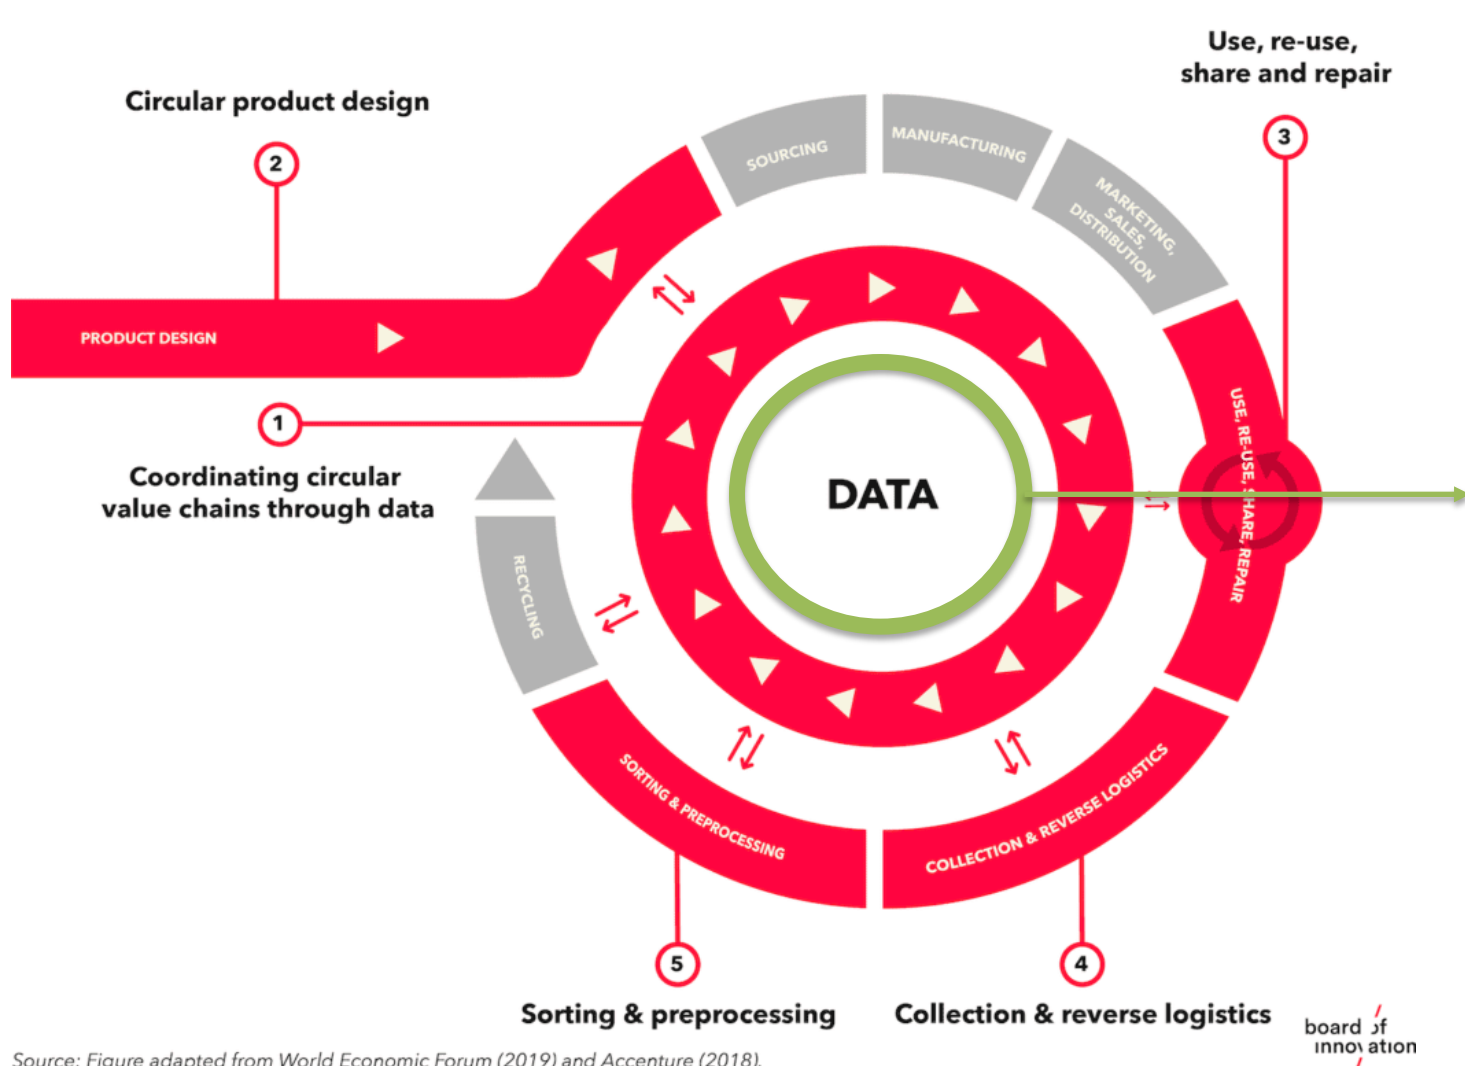 Use, re-use,
share and repair
3
Circular product design
2
SOURCING
MANUFACTURING
MARKETING,
SALES,
DISTRIBUTION
PRODUCT DESIGN
1
Coordinating circular
value chains through data
DATA
USE, RE-USE, SHARE, REPAIR
RECYCLING
SORTING & PREPROCESSING
COLLECTION & REVERSE LOGISTICS
5
Sorting & preprocessing
4
Collection & reverse logistics
board of
innovation
Source: Figure adapted from World Economic Forum (2019) and Accenture (2018).